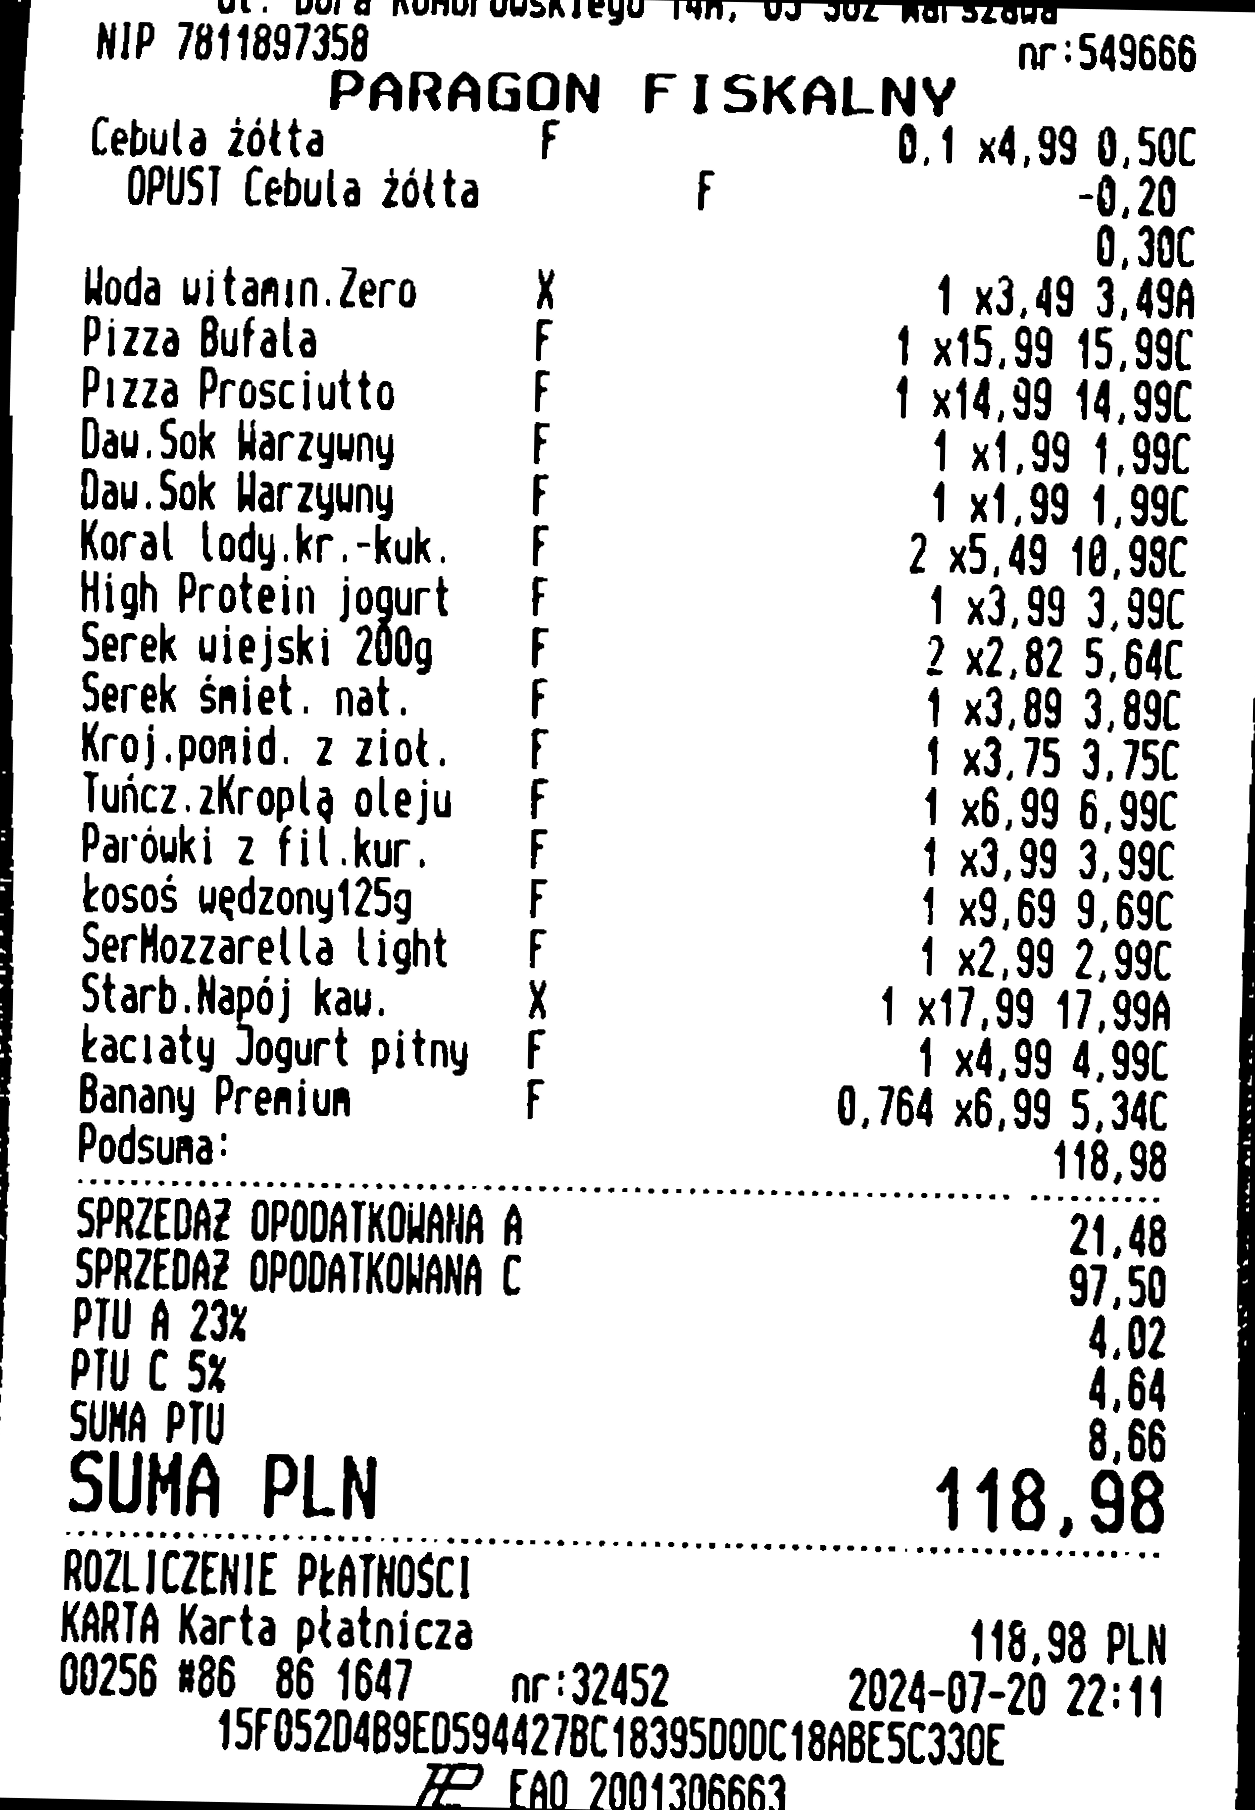 ul. Bora Komorowskiego 14A, 03 302 Warszawa
NIP 7811897358 nr:549666
PARAGON FISKALNY
Cebula żółta F 0,1 x4,99 0,50C
OPUST Cebula żółta F -0,20
0,30C
Woda witamin.Zero X 1 x3,49 3,49A
Pizza Bufala F 1 x15,99 15,99C
Pizza Prosciutto F 1 x14,99 14,99C
Daw.Sok Warzywny F 1 x1,99 1,99C
Daw.Sok Warzywny F 1 x1,99 1,99C
Koral lody.kr.-kuk. F 2 x5,49 10,98C
High Protein jogurt F 1 x3,99 3,99C
Serek wiejski 200g F 2 x2,82 5,64C
Serek śmiet. nat. F 1 x3,89 3,89C
Kroj.pomid. z zioł. F 1 x3,75 3,75C
Tuńcz.zKroplą oleju F 1 x6,99 6,99C
Parówki z fil.kur. F 1 x3,99 3,99C
Łosoś wędzony125g F 1 x9,69 9,69C
SerMozzarella light F 1 x2,99 2,99C
Starb.Napój kaw. X 1 x17,99 17,99A
Łaciaty Jogurt pitny F 1 x4,99 4,99C
Banany Premium F 0,764 x6,99 5,34C
Podsuma: 118,98
SPRZEDAŻ OPODATKOWANA A 21,48
SPRZEDAŻ OPODATKOWANA C 97,50
PTU A 23% 4,02
PTU C 5% 4,64
SUMA PTU 8,66
SUMA PLN 118,98
ROZLICZENIE PŁATNOŚCI
KARTA Karta płatnicza 118,98 PLN
00256 #86 86 1647 nr:32452 2024-07-20 22:11
15F052D4B9ED594427BC18395D0DC18ABE5C330E
EAO 2001306663